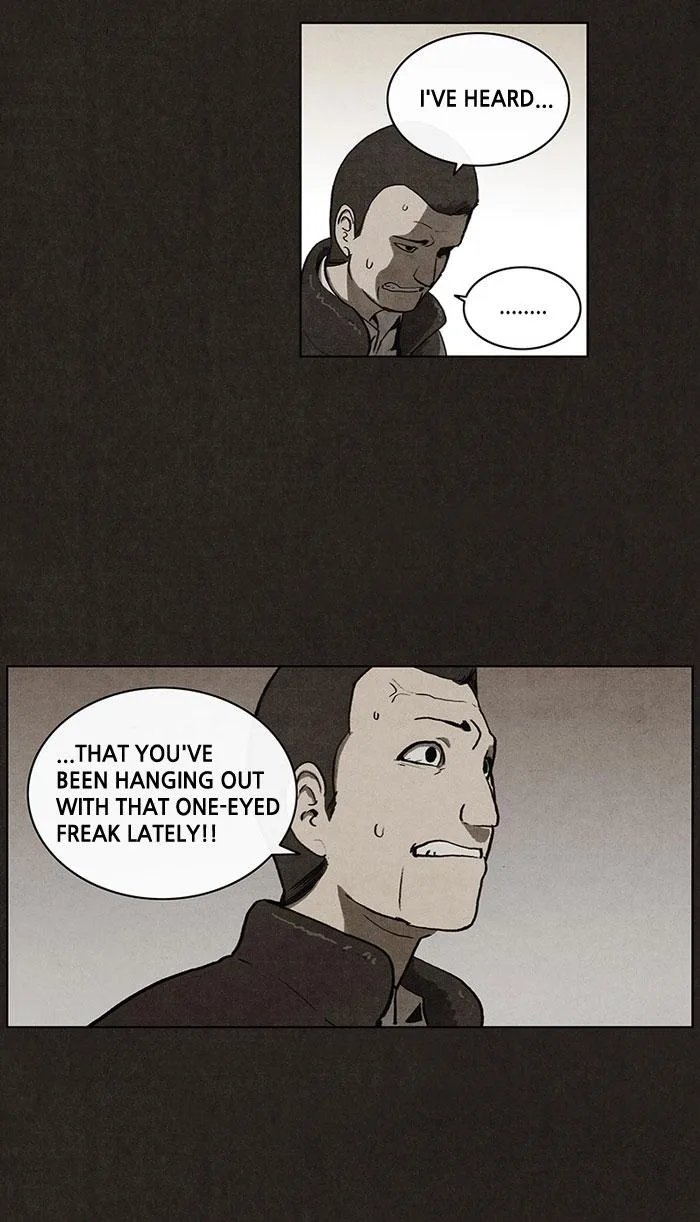 I'VE HEARD...
........
...THAT YOU'VE
BEEN HANGING OUT
WITH THAT ONE-EYED
FREAK LATELY!!